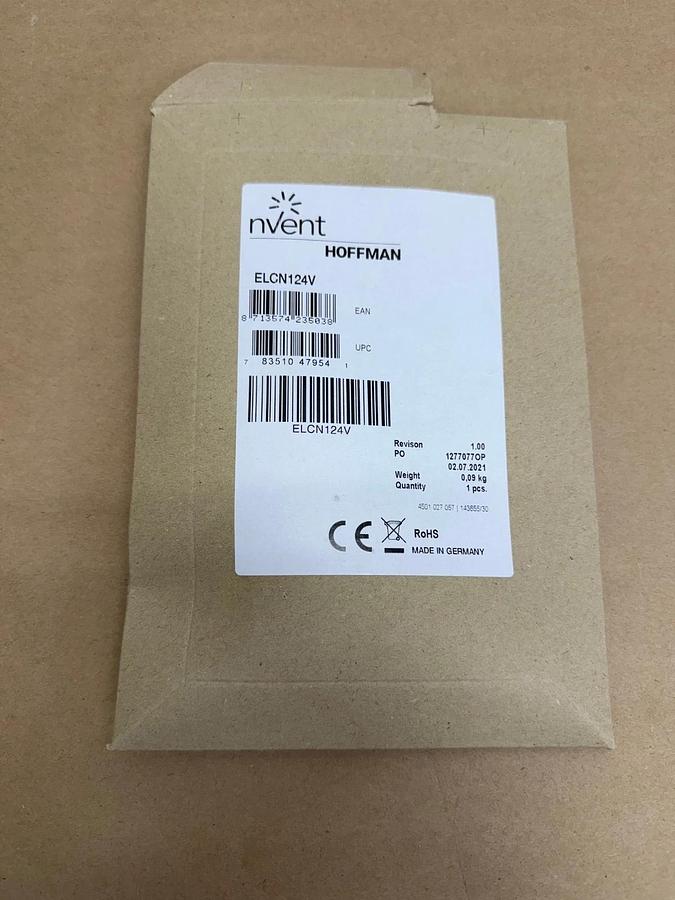 nVent
HOFFMAN
ELCN124V
8 713574 235038
EAN
UPC
7 83510 47954 1
ELCN124V
Revison 1.00
PO 1277077OP
02.07.2021
Weight 0,09 kg
Quantity 1 pcs.
4501 027 057 | 143855/30
CE
RoHS
MADE IN GERMANY